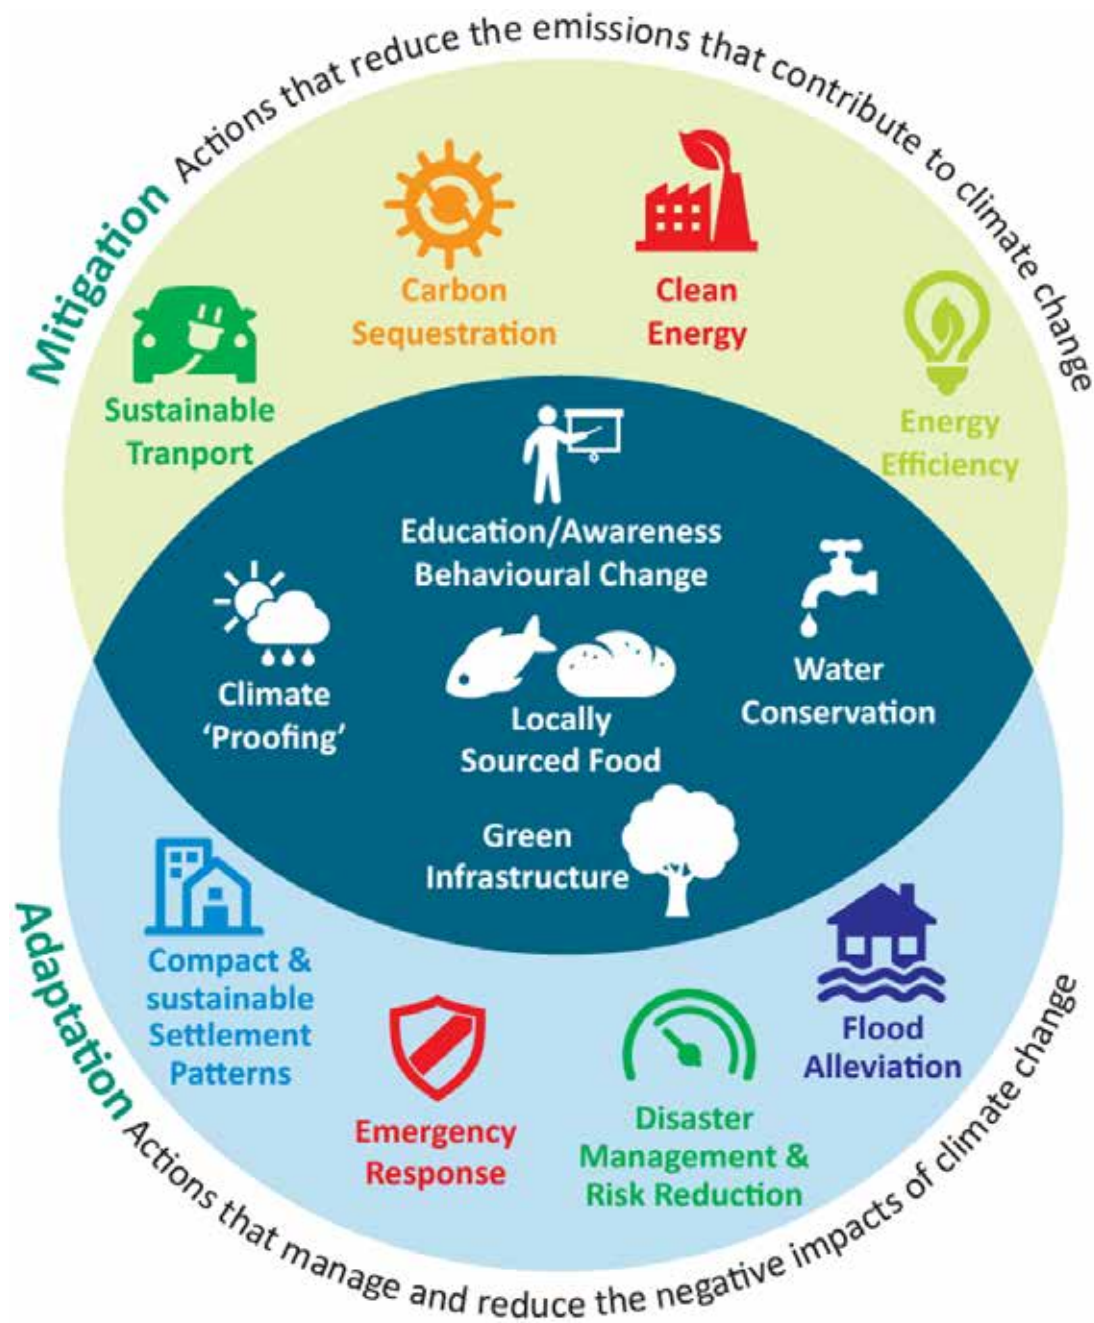 Mitigation Actions that reduce the emissions that contribute to climate change
Carbon
Sequestration
Clean
Energy
Sustainable
Tranport
Energy
Efficiency
Education/Awareness
Behavioural Change
Climate
‘Proofing’
Locally
Sourced Food
Water
Conservation
Green
Infrastructure
Compact &
sustainable
Settlement
Patterns
Emergency
Response
Disaster
Management &
Risk Reduction
Flood
Alleviation
Adaptation Actions that manage and reduce the negative impacts of climate change